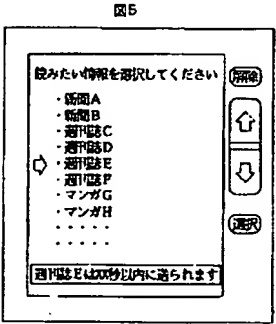 図5
読みたい情報を選択してください
解除
・新聞A
・新聞B
・週刊誌C
・週刊誌D
・週刊誌E
・週刊誌F
・マンガG
・マンガH
・・・・・
・・・・・
選択
週刊誌Eは××秒以内に送られます